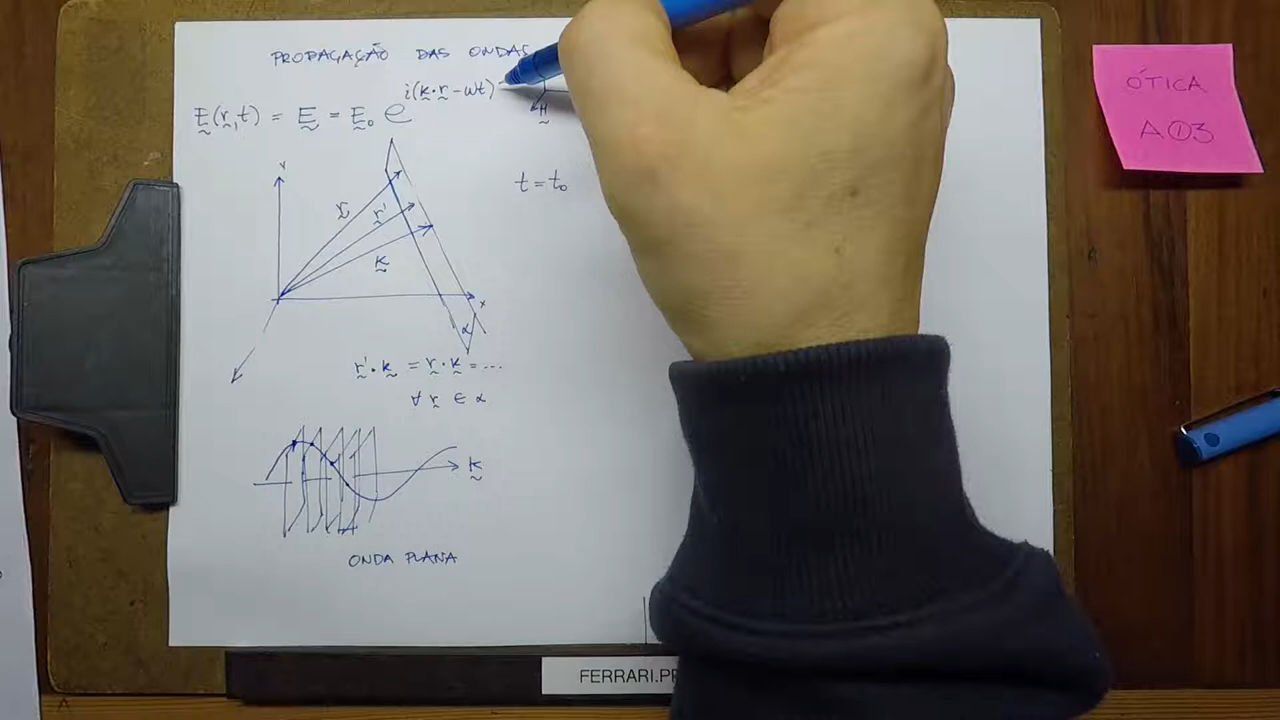 PROPAGAÇÃO DAS ONDAS
E(r,t) = E = E₀ e^i(k·r-ωt)
H
y
t = t₀
r
r'
k
x
α
r'·k = r·k = ...
∀ r ∈ α
k
ONDA PLANA
ÓTICA
A03
FERRARI.PR